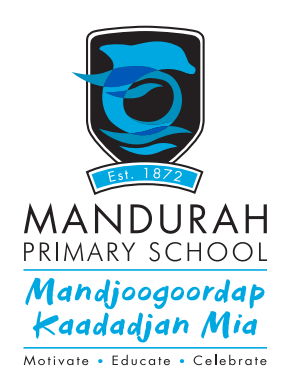 Est. 1872
MANDURAH
PRIMARY SCHOOL
Mandjoogoordap
Kaadadjan Mia
Motivate • Educate • Celebrate